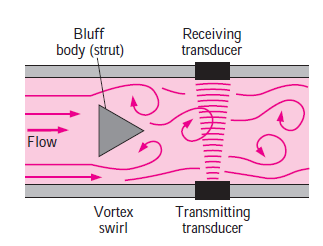 Bluff
body (strut)
Receiving
transducer
Flow
Vortex
swirl
Transmitting
transducer